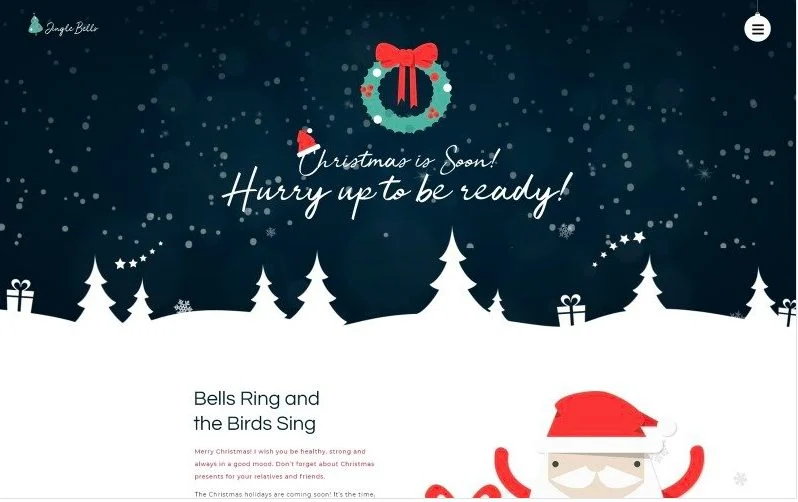 Jingle Bells
Christmas is Soon!
Hurry up to be ready!
Bells Ring and
the Birds Sing
Merry Christmas! I wish you be healthy, strong and
always in a good mood. Don't forget about Christmas
presents for your relatives and friends.
The Christmas holidays are coming soon! It's the time,